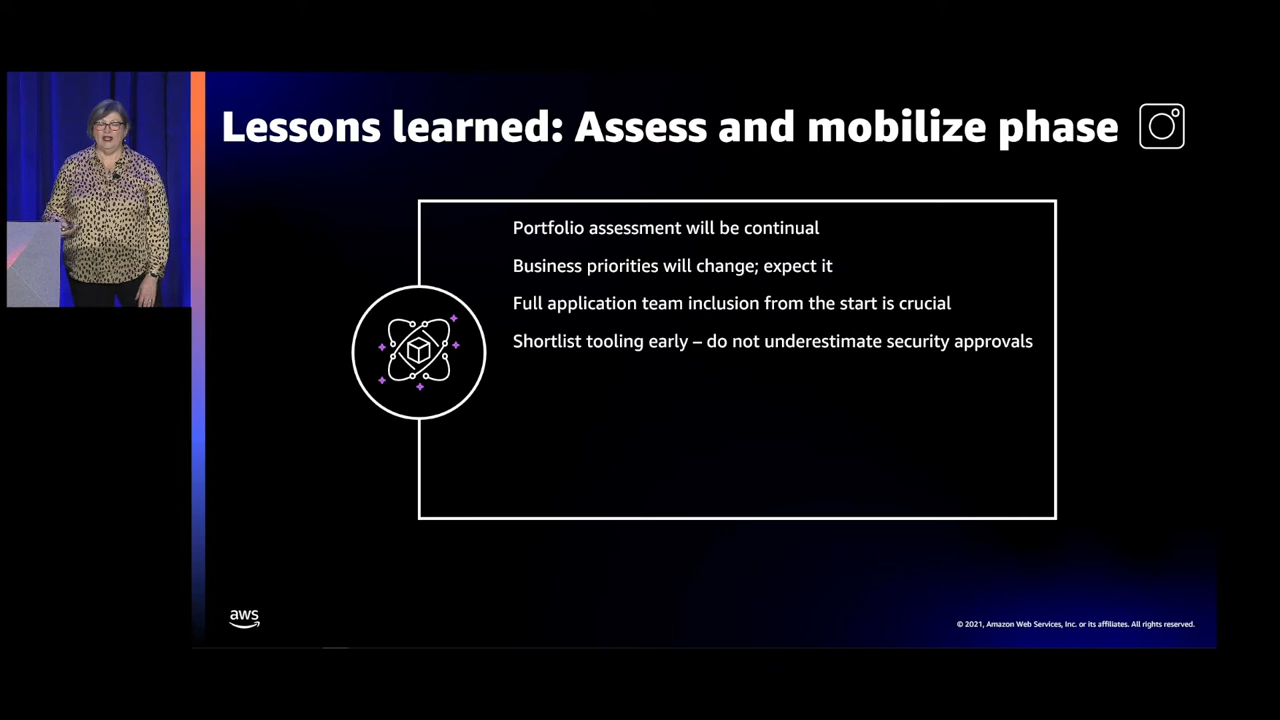 Lessons learned: Assess and mobilize phase
Portfolio assessment will be continual
Business priorities will change; expect it
Full application team inclusion from the start is crucial
Shortlist tooling early – do not underestimate security approvals
aws
© 2021, Amazon Web Services, Inc. or its affiliates. All rights reserved.